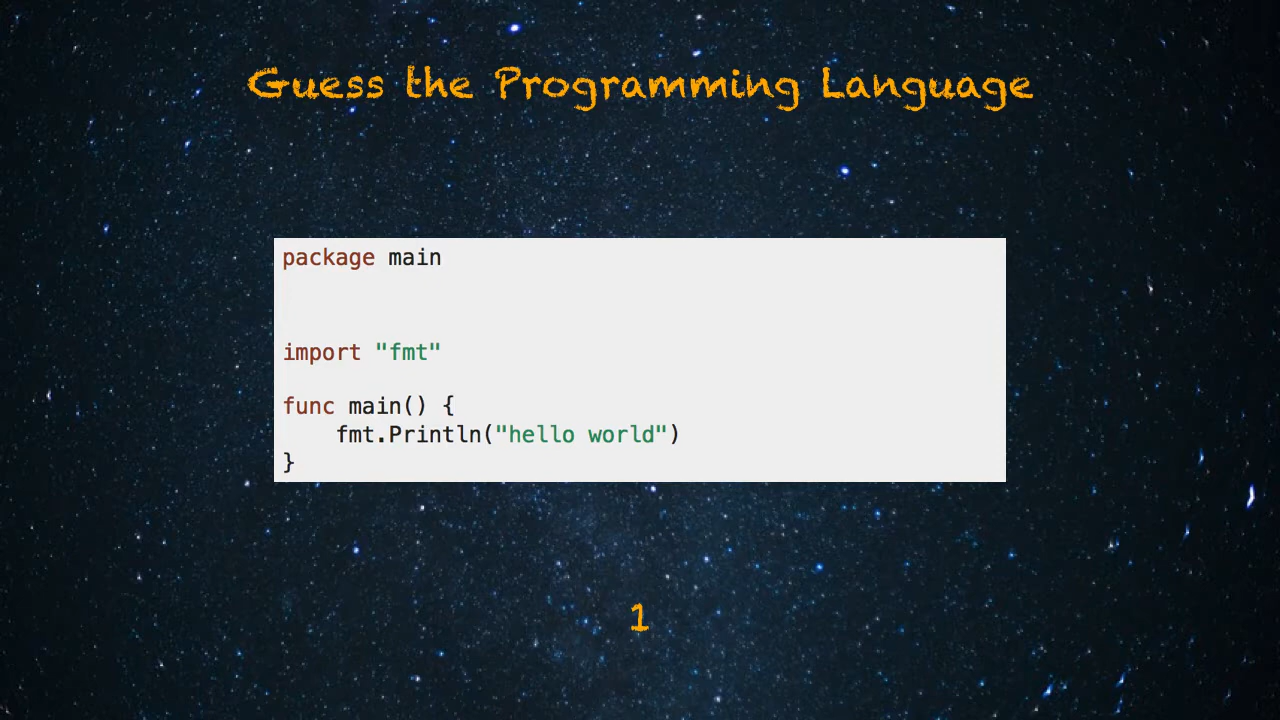 Guess the Programming Language
package main
import "fmt"
func main() {
    fmt.Println("hello world")
}
1